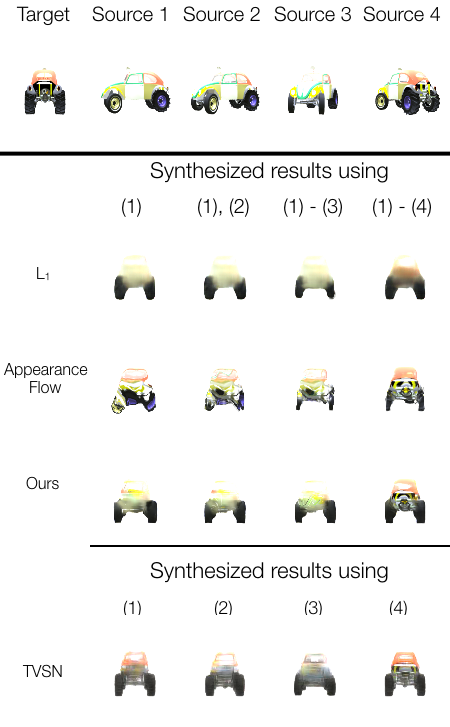 Target Source 1 Source 2 Source 3 Source 4
Synthesized results using
(1) (1), (2) (1) - (3) (1) - (4)
L₁
Appearance
Flow
Ours
Synthesized results using
(1) (2) (3) (4)
TVSN